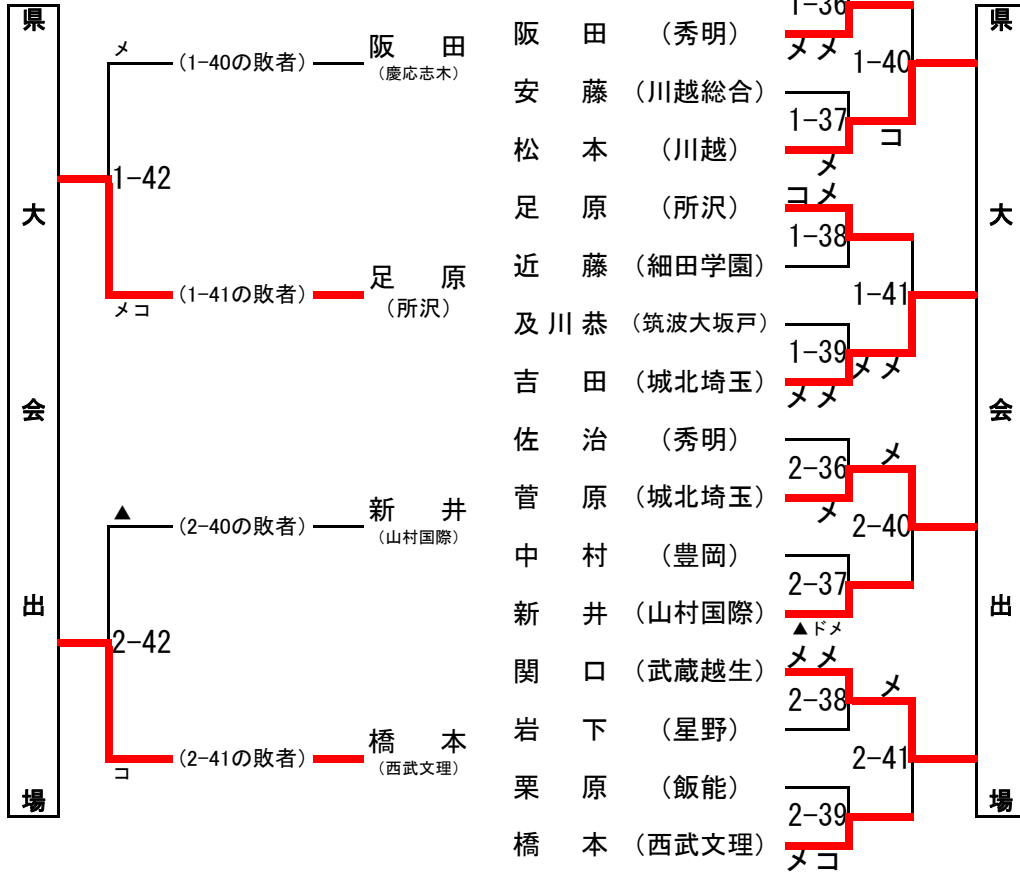 県大会出場
メ
(1-40の敗者)
阪田
(慶応志木)
1-42
メコ
(1-41の敗者)
足原
(所沢)
▲
(2-40の敗者)
新井
(山村国際)
2-42
コ
(2-41の敗者)
橋本
(西武文理)
1-36
阪田 (秀明)
メメ
1-40
安藤 (川越総合)
1-37
コ
松本 (川越)
メ
コメ
足原 (所沢)
1-38
近藤 (細田学園)
1-41
及川恭 (筑波大坂戸)
1-39
メメ
吉田 (城北埼玉)
メメ
佐治 (秀明)
2-36
メ
菅原 (城北埼玉)
メ
2-40
中村 (豊岡)
2-37
新井 (山村国際)
▲ドメ
メメ
関口 (武蔵越生)
2-38
メ
岩下 (星野)
2-41
栗原 (飯能)
2-39
橋本 (西武文理)
メコ
県大会出場